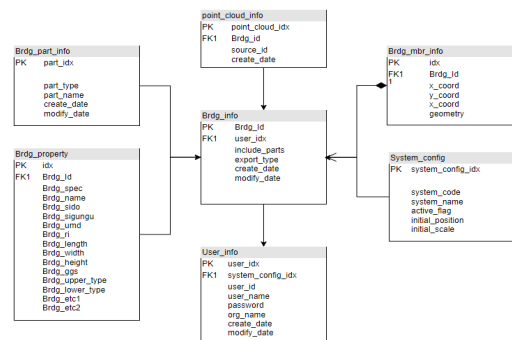 point_cloud_info
PK point_cloud_idx
FK1 Brdg_id
source_id
create_date
Brdg_part_info
PK part_idx
part_type
part_name
create_date
modify_date
Brdg_mbr_info
PK idx
FK1 Brdg_Id
1
x_coord
y_coord
x_coord
geometry
Brdg_info
PK Brdg_Id
FK1 user_idx
include_parts
export_type
create_date
modify_date
Brdg_property
PK idx
FK1 Brdg_Id
Brdg_spec
Brdg_name
Brdg_sido
Brdg_sigungu
Brdg_umd
Brdg_ri
Brdg_length
Brdg_width
Brdg_height
Brdg_ggs
Brdg_upper_type
Brdg_lower_type
Brdg_etc1
Brdg_etc2
System_config
PK system_config_idx
system_code
system_name
active_flag
initial_position
initial_scale
User_info
PK user_idx
FK1 system_config_idx
user_id
user_name
password
org_name
create_date
modify_date